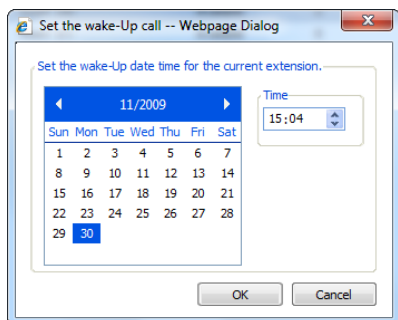 Set the wake-Up call -- Webpage Dialog
Set the wake-Up date time for the current extension.
11/2009
Sun Mon Tue Wed Thu Fri Sat
1 2 3 4 5 6 7
8 9 10 11 12 13 14
15 16 17 18 19 20 21
22 23 24 25 26 27 28
29 30
Time
15:04
OK Cancel